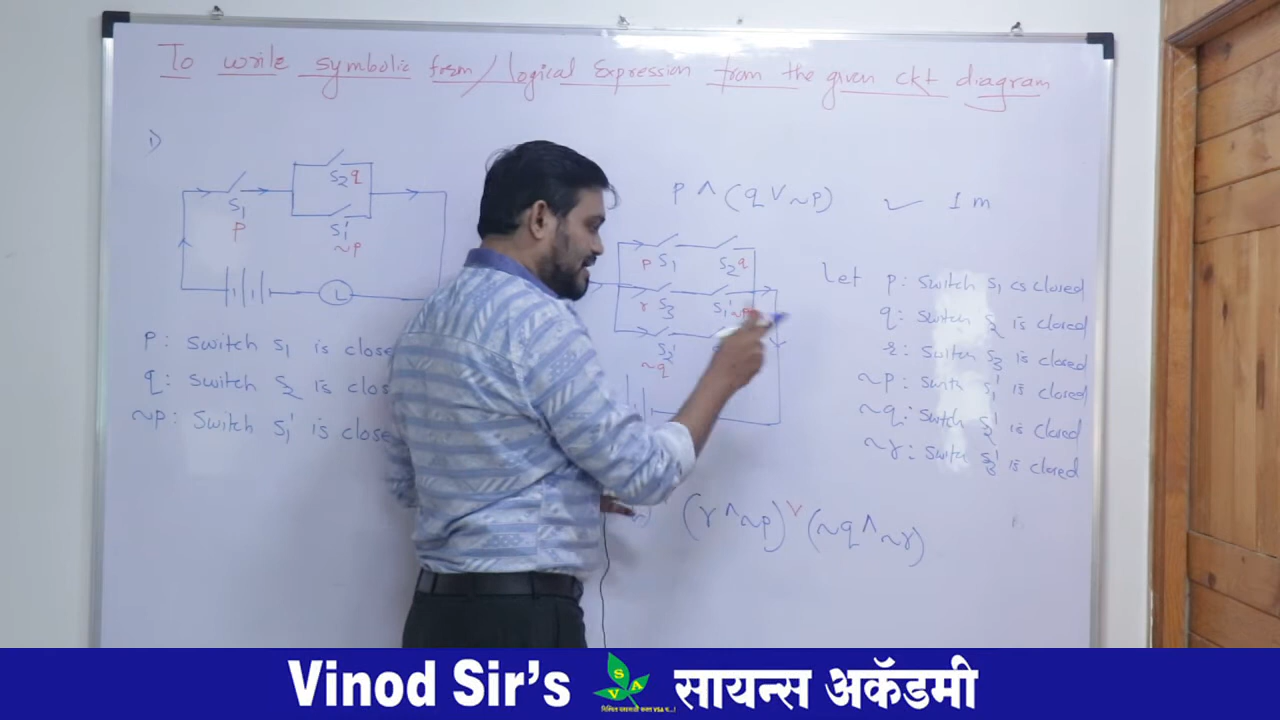 To write symbolic form/logical Expression from the given ckt diagram
1)
S2 q
S1
p
S1'
~p
L
p: Switch S1 is close
q: Switch S2 is clos
~p: Switch S1' is close
p ∧ (q ∨ ~p) ✓ 1 m
p S1 S2 q
r S3 S1'
S2'
~q
Let p: Switch S1 is closed
q: Switch S2 is closed
r: Switch S3 is closed
~p: Switch S1' is closed
~q: Switch S2' is closed
~r: Switch S3' is closed
(r ∧ ~p) ∨ (~q ∧ ~r)
Vinod Sir's SVA सायन्स अकॅडमी